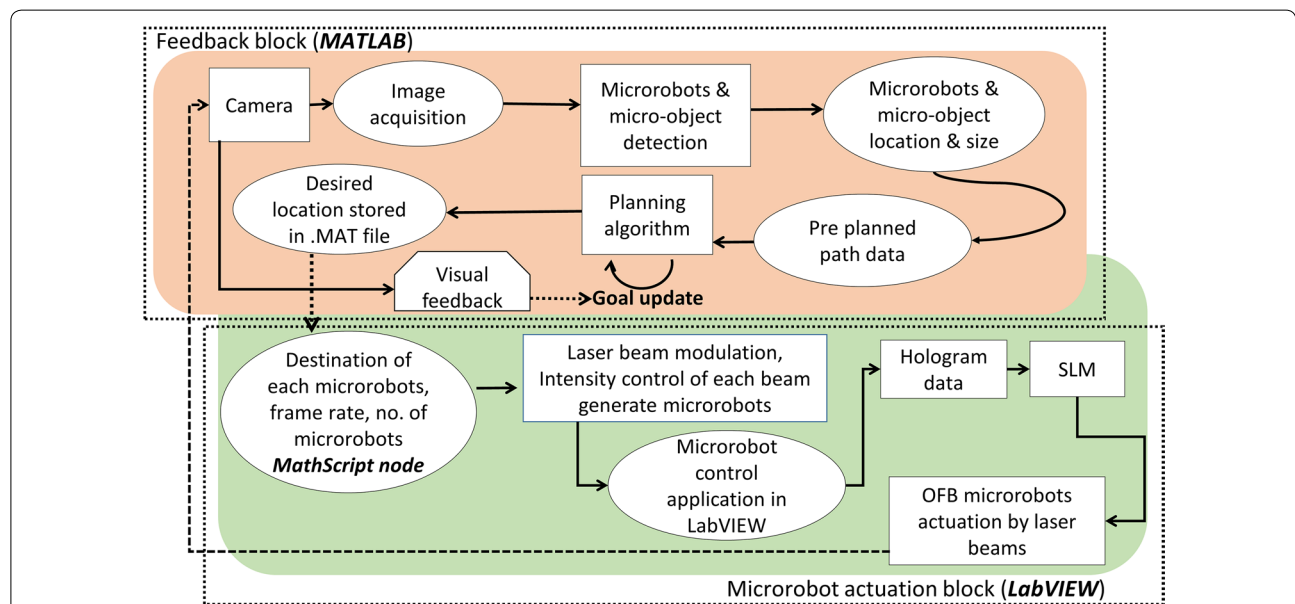 Feedback block (MATLAB)
Camera
Image
acquisition
Microrobots &
micro-object
detection
Microrobots &
micro-object
location & size
Desired
location stored
in .MAT file
Planning
algorithm
Pre planned
path data
Visual
feedback
Goal update
Destination of
each microrobots,
frame rate, no. of
microrobots
MathScript node
Laser beam modulation,
Intensity control of each beam
generate microrobots
Hologram
data
SLM
Microrobot
control
application in
LabVIEW
OFB microrobots
actuation by laser
beams
Microrobot actuation block (LabVIEW)